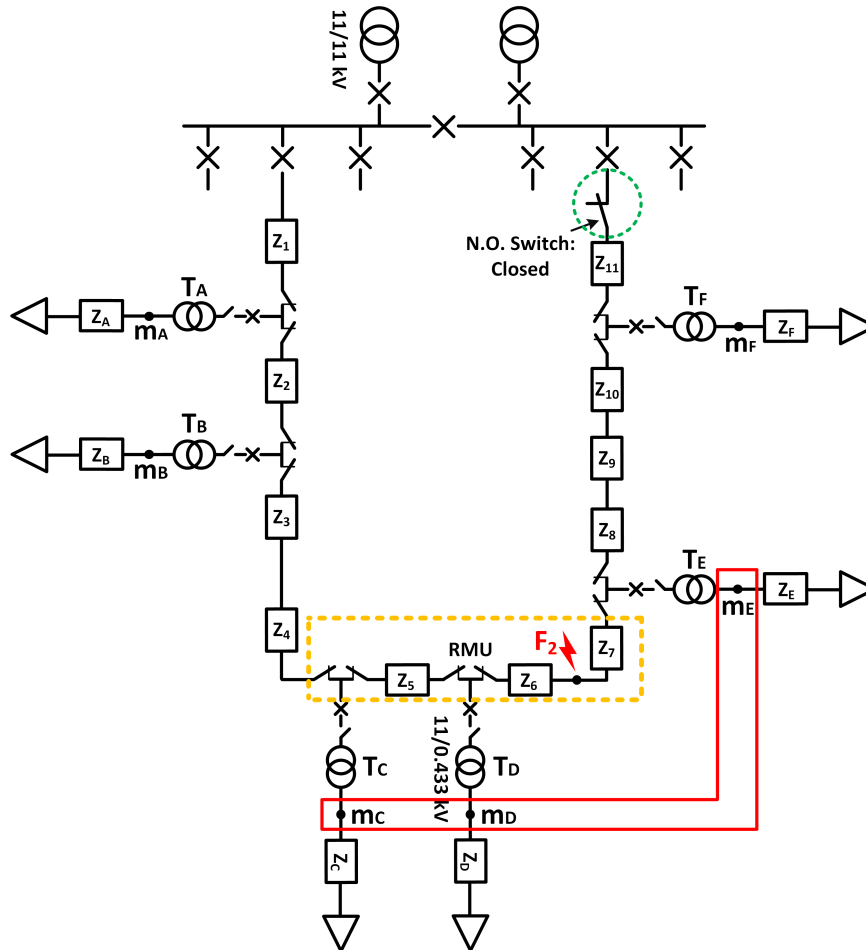 11/11 kV
N.O. Switch:
Closed
Z1
Z11
TA
TF
ZA
mA
mF
ZF
Z2
Z10
TB
ZB
mB
Z9
Z3
Z8
TE
mE
ZE
Z4
F2
Z7
RMU
Z5
Z6
11/0.433 kV
TC
TD
mC
mD
ZC
ZD